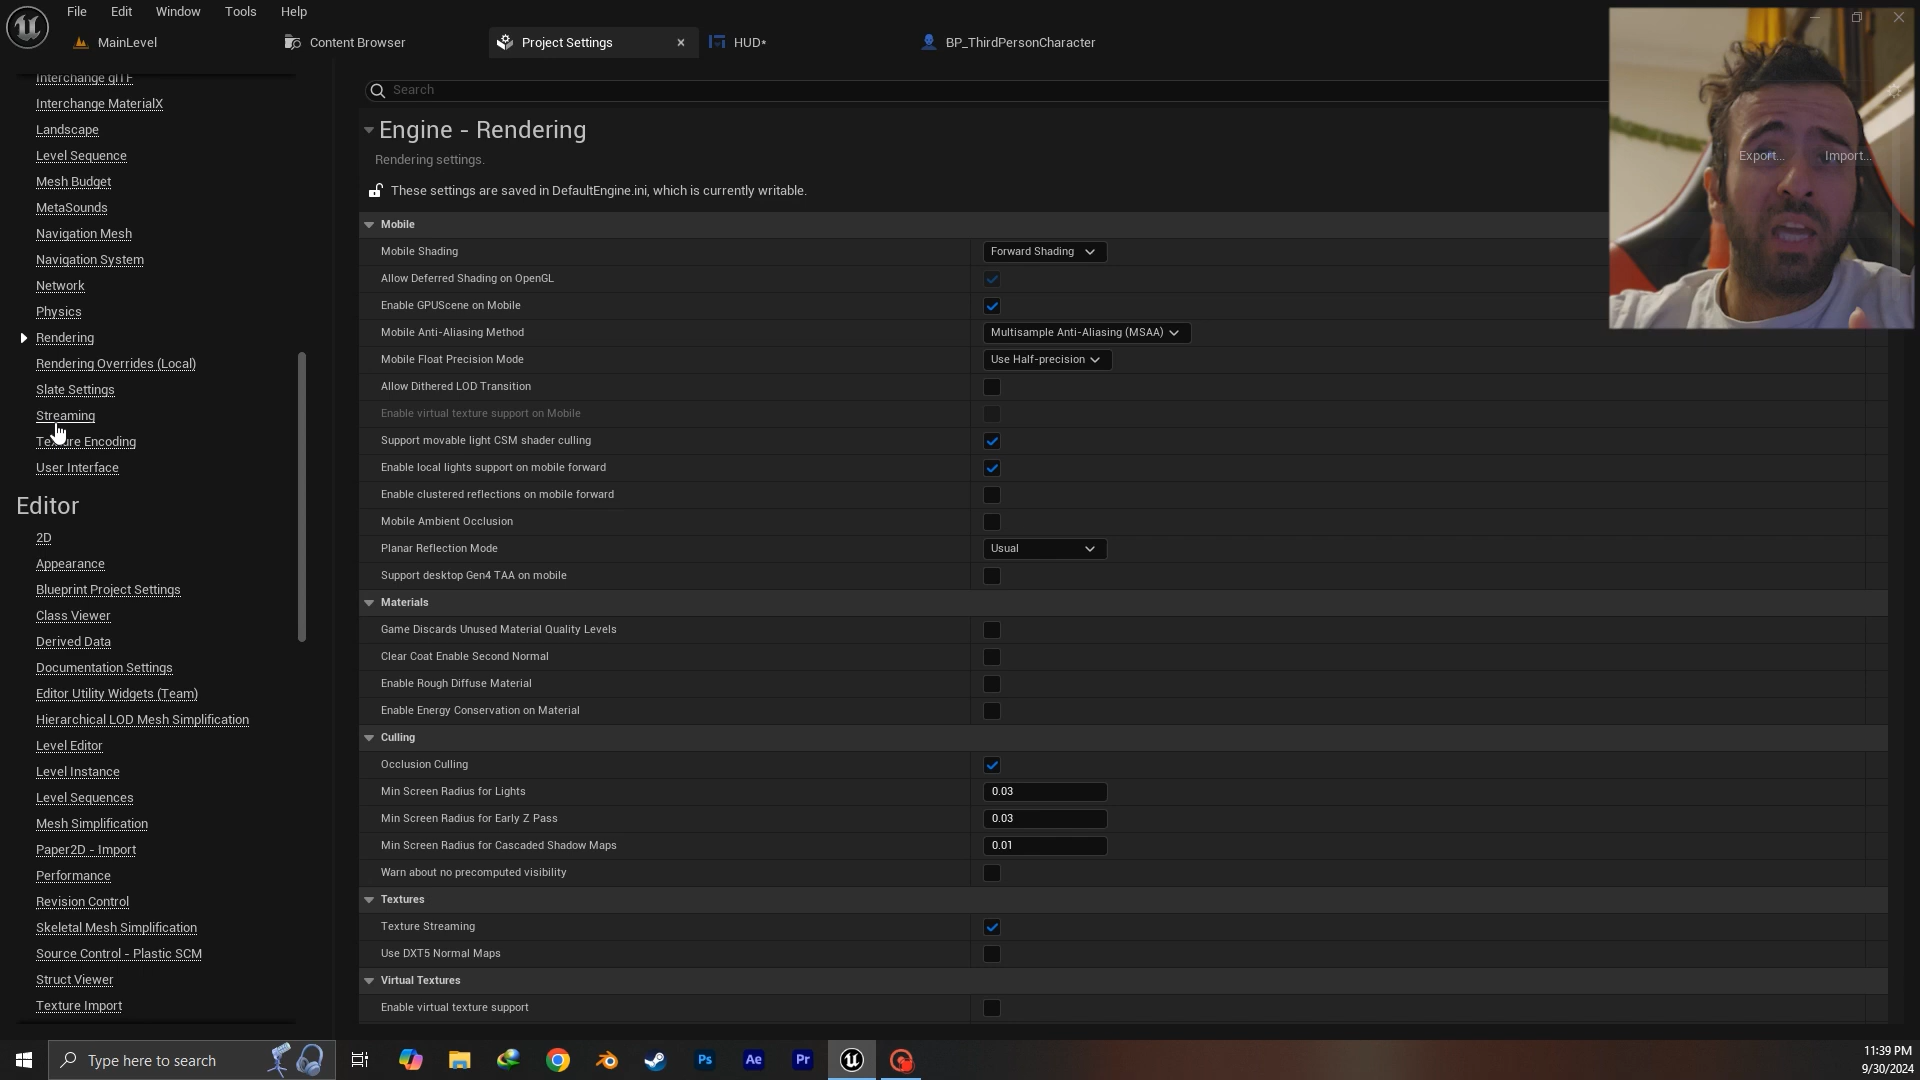 File Edit Window Tools Help
MainLevel
Content Browser
Project Settings
HUD*
BP_ThirdPersonCharacter
Interchange glTF
Interchange MaterialX
Landscape
Level Sequence
Mesh Budget
MetaSounds
Navigation Mesh
Navigation System
Network
Physics
Rendering
Rendering Overrides (Local)
Slate Settings
Streaming
Texture Encoding
User Interface
Editor
2D
Appearance
Blueprint Project Settings
Class Viewer
Derived Data
Documentation Settings
Editor Utility Widgets (Team)
Hierarchical LOD Mesh Simplification
Level Editor
Level Instance
Level Sequences
Mesh Simplification
Paper2D - Import
Performance
Revision Control
Skeletal Mesh Simplification
Source Control - Plastic SCM
Struct Viewer
Texture Import
Search
Engine - Rendering
Rendering settings.
Export... Import...
These settings are saved in DefaultEngine.ini, which is currently writable.
Mobile
Mobile Shading Forward Shading
Allow Deferred Shading on OpenGL
Enable GPUScene on Mobile
Mobile Anti-Aliasing Method Multisample Anti-Aliasing (MSAA)
Mobile Float Precision Mode Use Half-precision
Allow Dithered LOD Transition
Enable virtual texture support on Mobile
Support movable light CSM shader culling
Enable local lights support on mobile forward
Enable clustered reflections on mobile forward
Mobile Ambient Occlusion
Planar Reflection Mode Usual
Support desktop Gen4 TAA on mobile
Materials
Game Discards Unused Material Quality Levels
Clear Coat Enable Second Normal
Enable Rough Diffuse Material
Enable Energy Conservation on Material
Culling
Occlusion Culling
Min Screen Radius for Lights 0.03
Min Screen Radius for Early Z Pass 0.03
Min Screen Radius for Cascaded Shadow Maps 0.01
Warn about no precomputed visibility
Textures
Texture Streaming
Use DXT5 Normal Maps
Virtual Textures
Enable virtual texture support
Type here to search
Ps
Ae
Pr
11:39 PM
9/30/2024